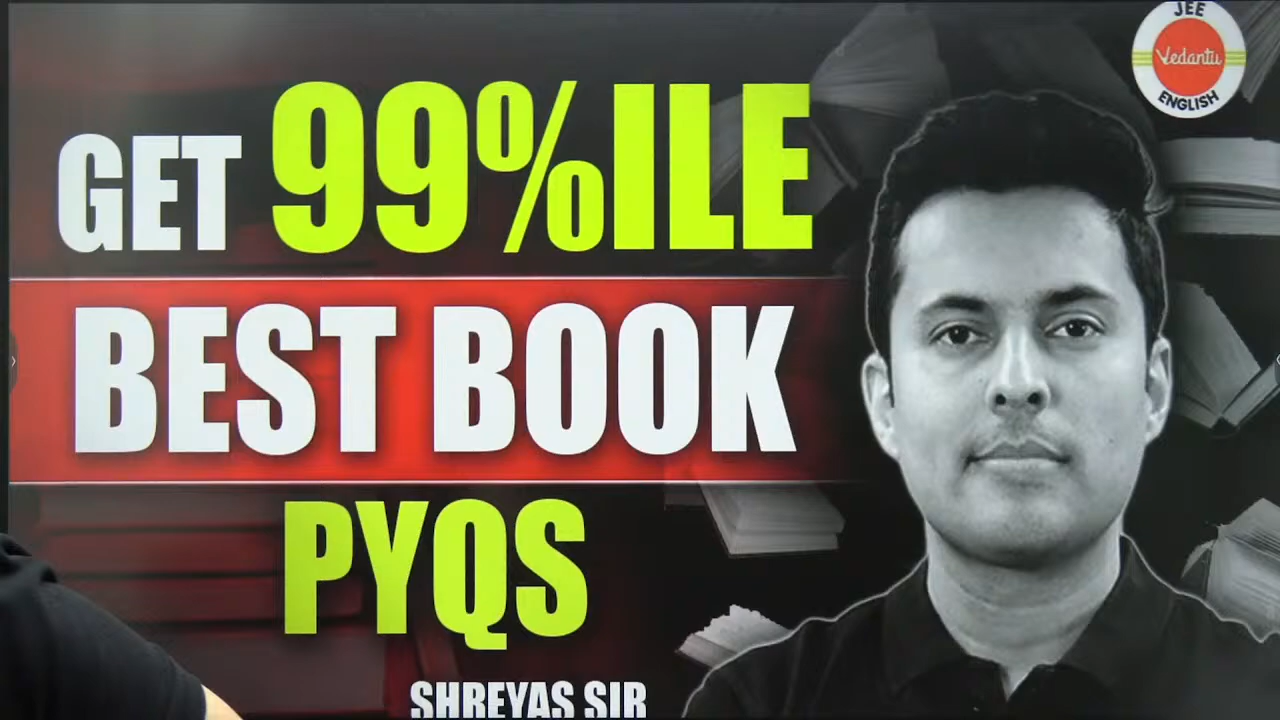 JEE
Vedantu
ENGLISH
GET 99%ILE
BEST BOOK
PYQS
SHREYAS SIR